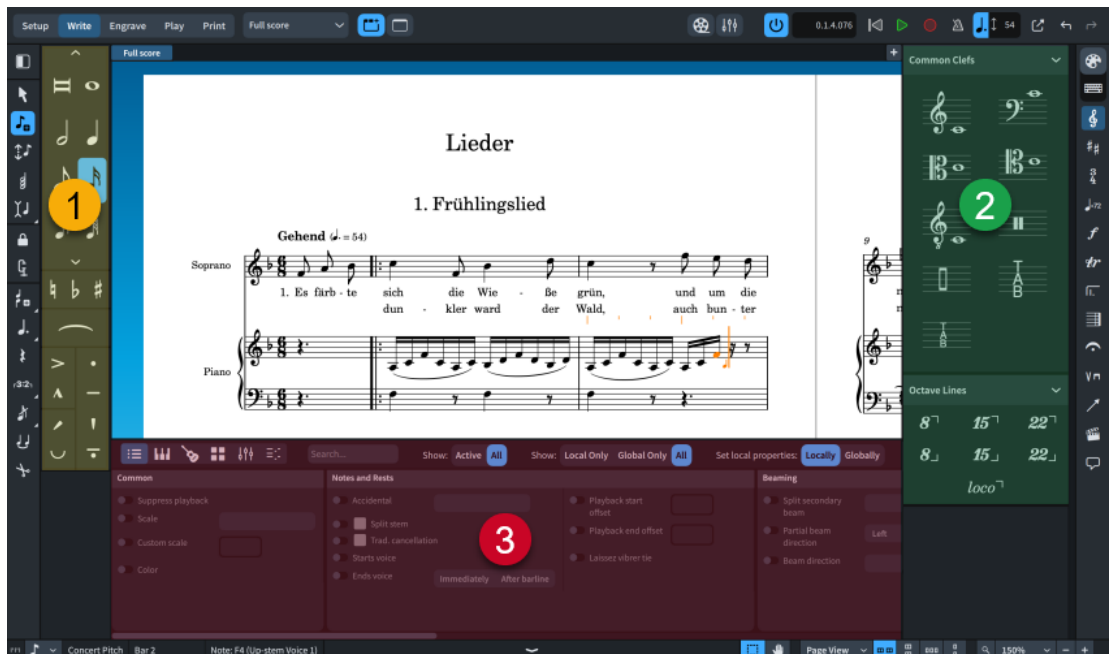 Setup Write Engrave Play Print Full score 0.1.4.076 54
Full score
Common Clefs
Lieder
1. Frühlingslied
Gehend (♩. = 54)
Soprano
1. Es färb - te sich die Wie - ße grün, und um die
dun - kler ward der Wald, auch bun - ter
Piano
9
1
2
T
A
B
T
A
B
Octave Lines
8 15 22
8 15 22
loco
Search... Show: Active All Show: Local Only Global Only All Set local properties: Locally Globally
Common Notes and Rests Beaming
Suppress playback Accidental Playback start offset Split secondary beam
Scale Split stem Playback end offset Partial beam direction Left
Custom scale Trad. cancellation Laissez vibrer tie Beam direction
Starts voice
Color Ends voice Immediately After barline
3
Concert Pitch Bar 2 Note: F4 (Up-stem Voice 1) Page View 150%